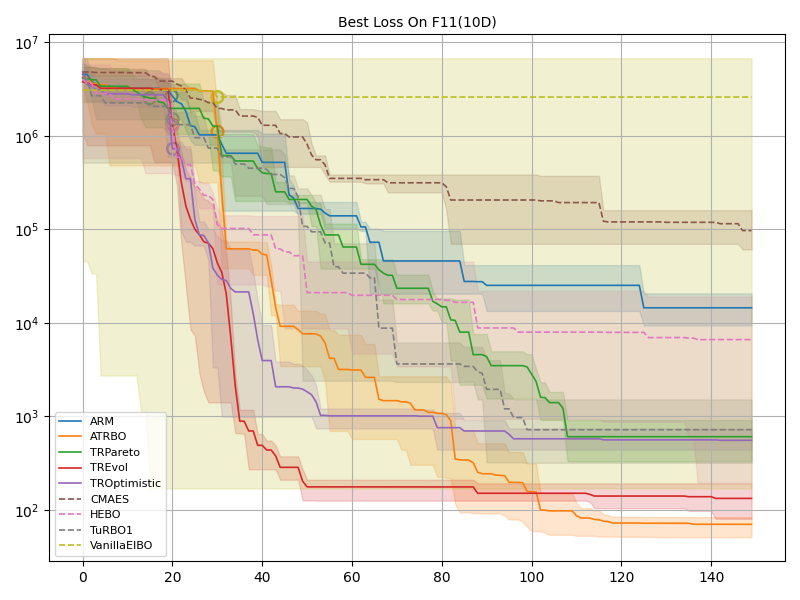 Best Loss On F11(10D)
10^7
10^6
10^5
10^4
10^3
10^2
ARM
ATRBO
TRPareto
TREvol
TROptimistic
CMAES
HEBO
TuRBO1
VanillaEIBO
0 20 40 60 80 100 120 140